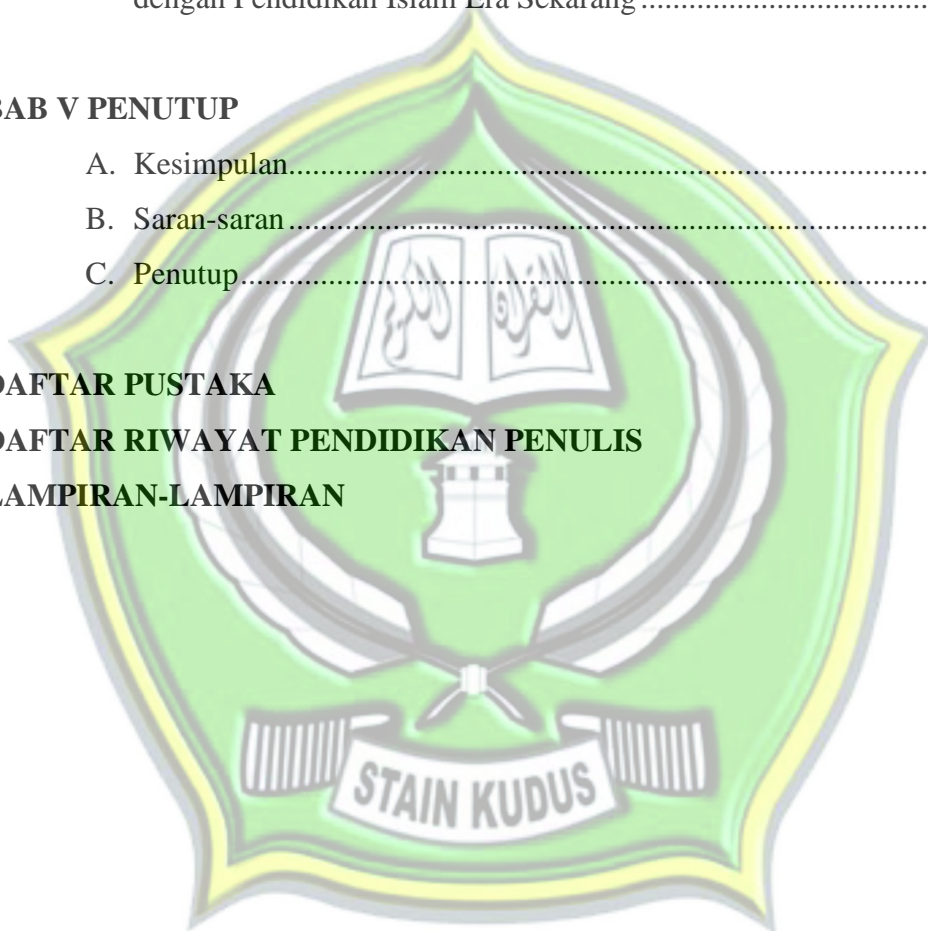 dengan Pendidikan Islam Era Sekarang
BAB V PENUTUP
A. Kesimpulan
B. Saran-saran
C. Penutup
DAFTAR PUSTAKA
DAFTAR RIWAYAT PENDIDIKAN PENULIS
LAMPIRAN-LAMPIRAN
STAIN KUDUS